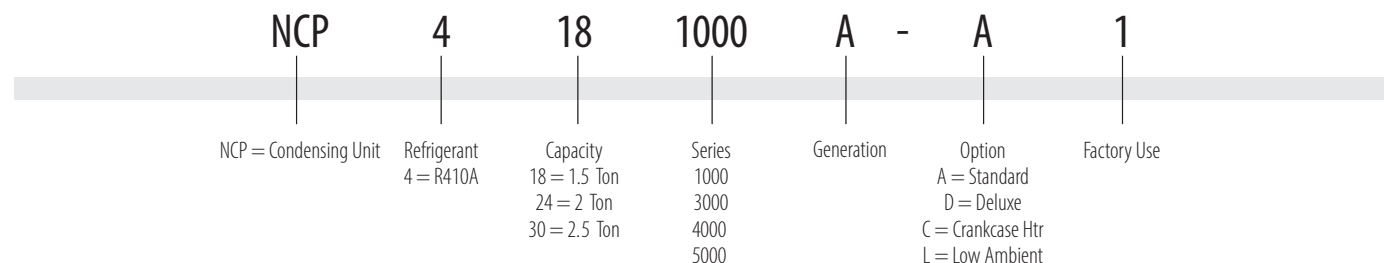 NCP 4 18 1000 A - A 1
NCP = Condensing Unit Refrigerant Capacity Series Generation Option Factory Use
4 = R410A 18 = 1.5 Ton 1000 A = Standard
24 = 2 Ton 3000 D = Deluxe
30 = 2.5 Ton 4000 C = Crankcase Htr
5000 L = Low Ambient